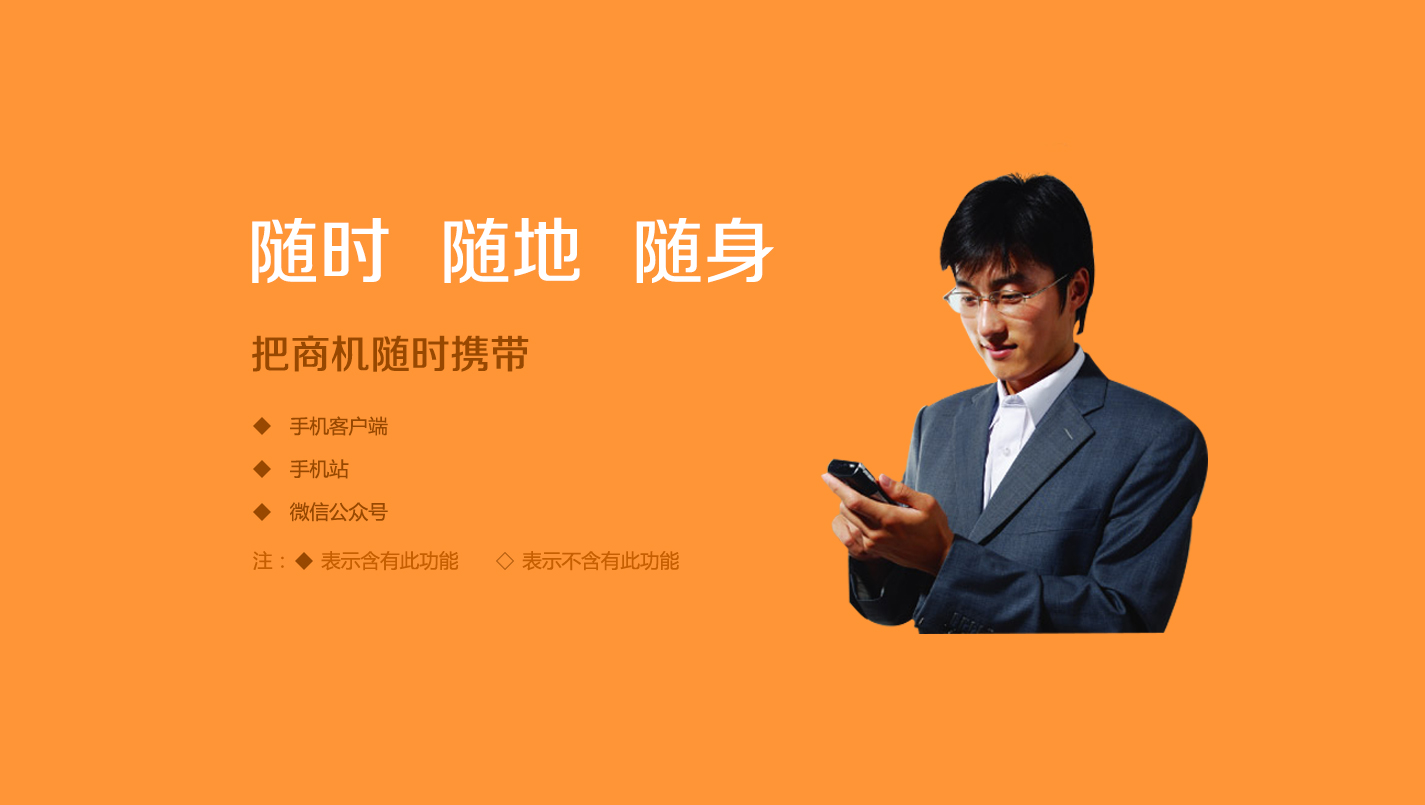 随时 随地 随身
把商机随时携带
◆ 手机客户端
◆ 手机站
◆ 微信公众号
注：◆ 表示含有此功能 ◇ 表示不含有此功能